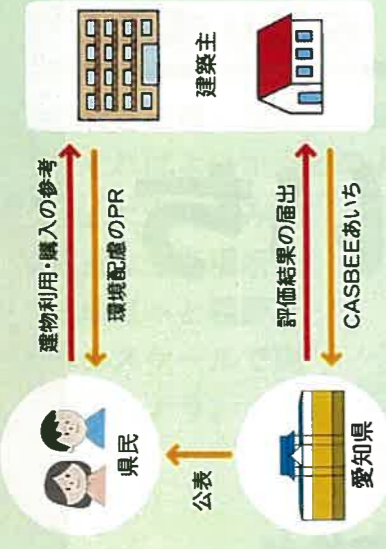 建築主
建物利用・購入の参考
環境配慮のPR
評価結果の届出
CASBEEあいち
県民
公表
愛知県